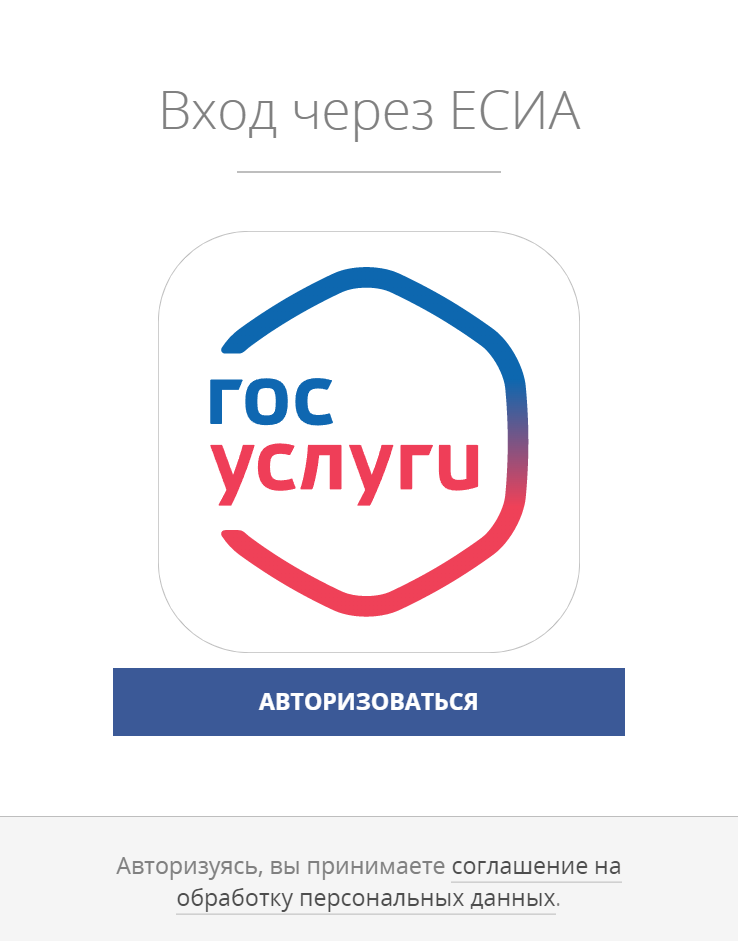 Вход через ЕСИА
гос
услуги
АВТОРИЗОВАТЬСЯ
Авторизуясь, вы принимаете соглашение на
обработку персональных данных.